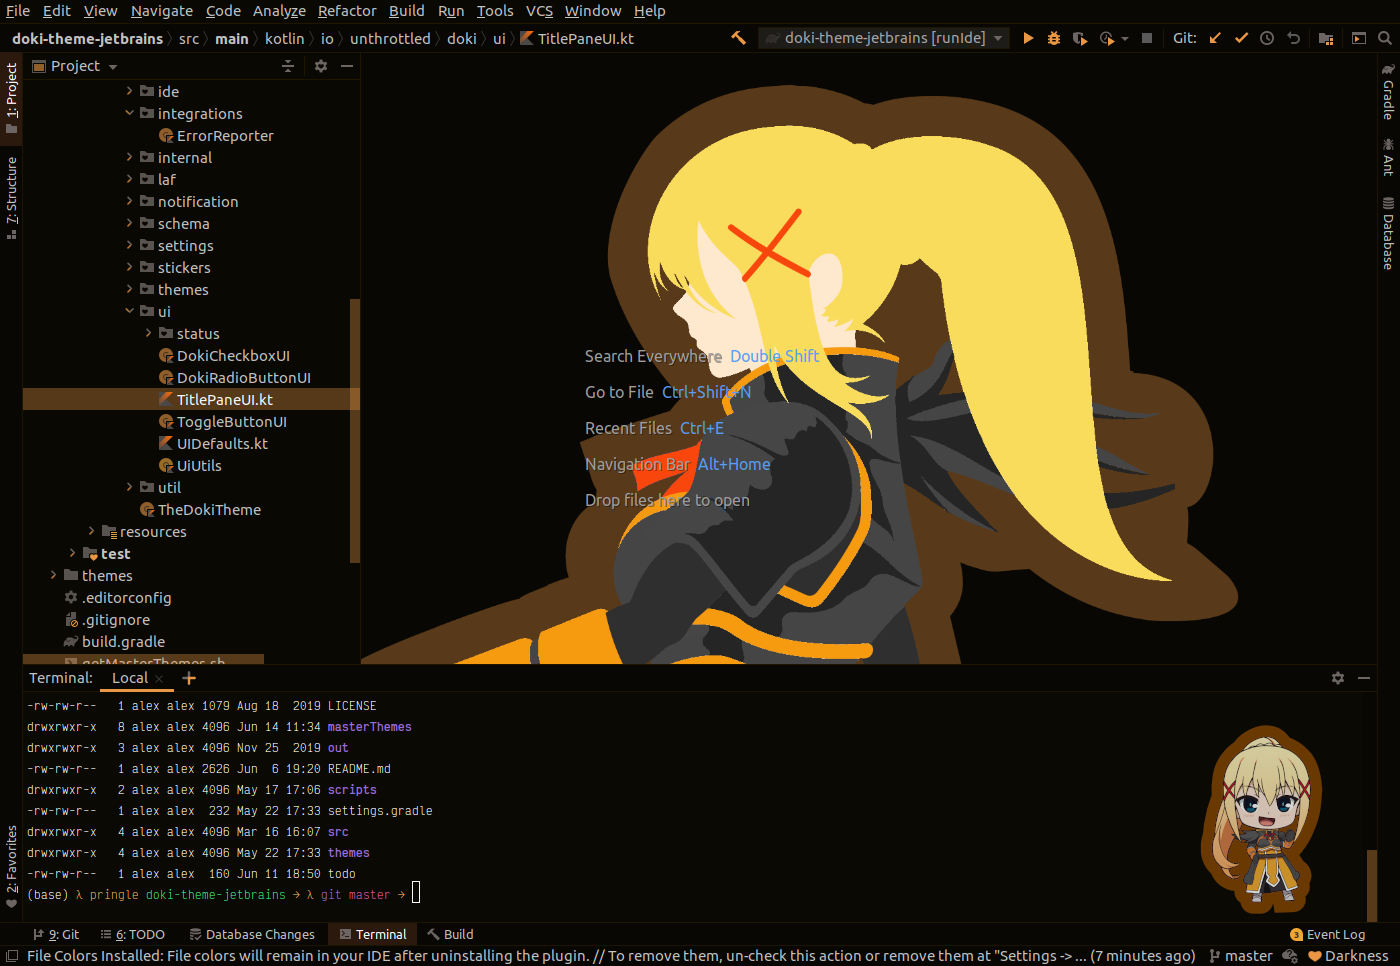 File Edit View Navigate Code Analyze Refactor Build Run Tools VCS Window Help
doki-theme-jetbrains src main kotlin io unthrottled doki ui TitlePaneUI.kt doki-theme-jetbrains [runIde] Git:
1: Project
7: Structure
2: Favorites
Project
ide
integrations
ErrorReporter
internal
laf
notification
schema
settings
stickers
themes
ui
status
DokiCheckboxUI
DokiRadioButtonUI
TitlePaneUI.kt
ToggleButtonUI
UIDefaults.kt
UiUtils
util
TheDokiTheme
resources
test
themes
.editorconfig
.gitignore
build.gradle
getMasterThemes.sh
Search Everywhere Double Shift
Go to File Ctrl+Shift+N
Recent Files Ctrl+E
Navigation Bar Alt+Home
Drop files here to open
Gradle
Ant
Database
Terminal: Local
-rw-rw-r-- 1 alex alex 1079 Aug 18 2019 LICENSE
drwxrwxr-x 8 alex alex 4096 Jun 14 11:34 masterThemes
drwxrwxr-x 3 alex alex 4096 Nov 25 2019 out
-rw-rw-r-- 1 alex alex 2626 Jun 6 19:20 README.md
drwxrwxr-x 2 alex alex 4096 May 17 17:06 scripts
-rw-rw-r-- 1 alex alex 232 May 22 17:33 settings.gradle
drwxrwxr-x 4 alex alex 4096 Mar 16 16:07 src
drwxrwxr-x 4 alex alex 4096 May 22 17:33 themes
-rw-rw-r-- 1 alex alex 160 Jun 11 18:50 todo
(base) λ pringle doki-theme-jetbrains → λ git master →
9: Git 6: TODO Database Changes Terminal Build 3 Event Log
File Colors Installed: File colors will remain in your IDE after uninstalling the plugin. // To remove them, un-check this action or remove them at "Settings -> ... (7 minutes ago) master Darkness